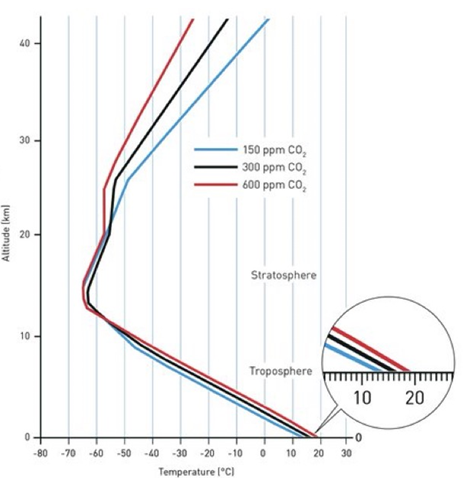 40
30
20
10
0
Altitude (km)
150 ppm CO₂
300 ppm CO₂
600 ppm CO₂
Stratosphere
Troposphere
10 20
0
-80 -70 -60 -50 -40 -30 -20 -10 0 10 20 30
Temperature (°C)